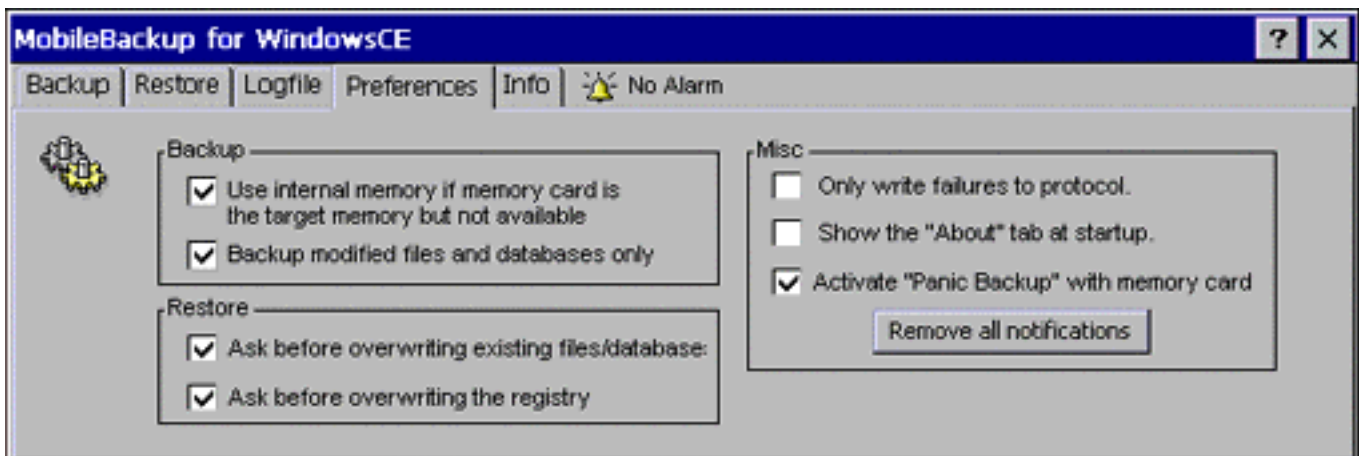 MobileBackup for WindowsCE
? ×
Backup Restore Logfile Preferences Info No Alarm
Backup
Use internal memory if memory card is
the target memory but not available
Backup modified files and databases only
Restore
Ask before overwriting existing files/database:
Ask before overwriting the registry
Misc
Only write failures to protocol.
Show the "About" tab at startup.
Activate "Panic Backup" with memory card
Remove all notifications